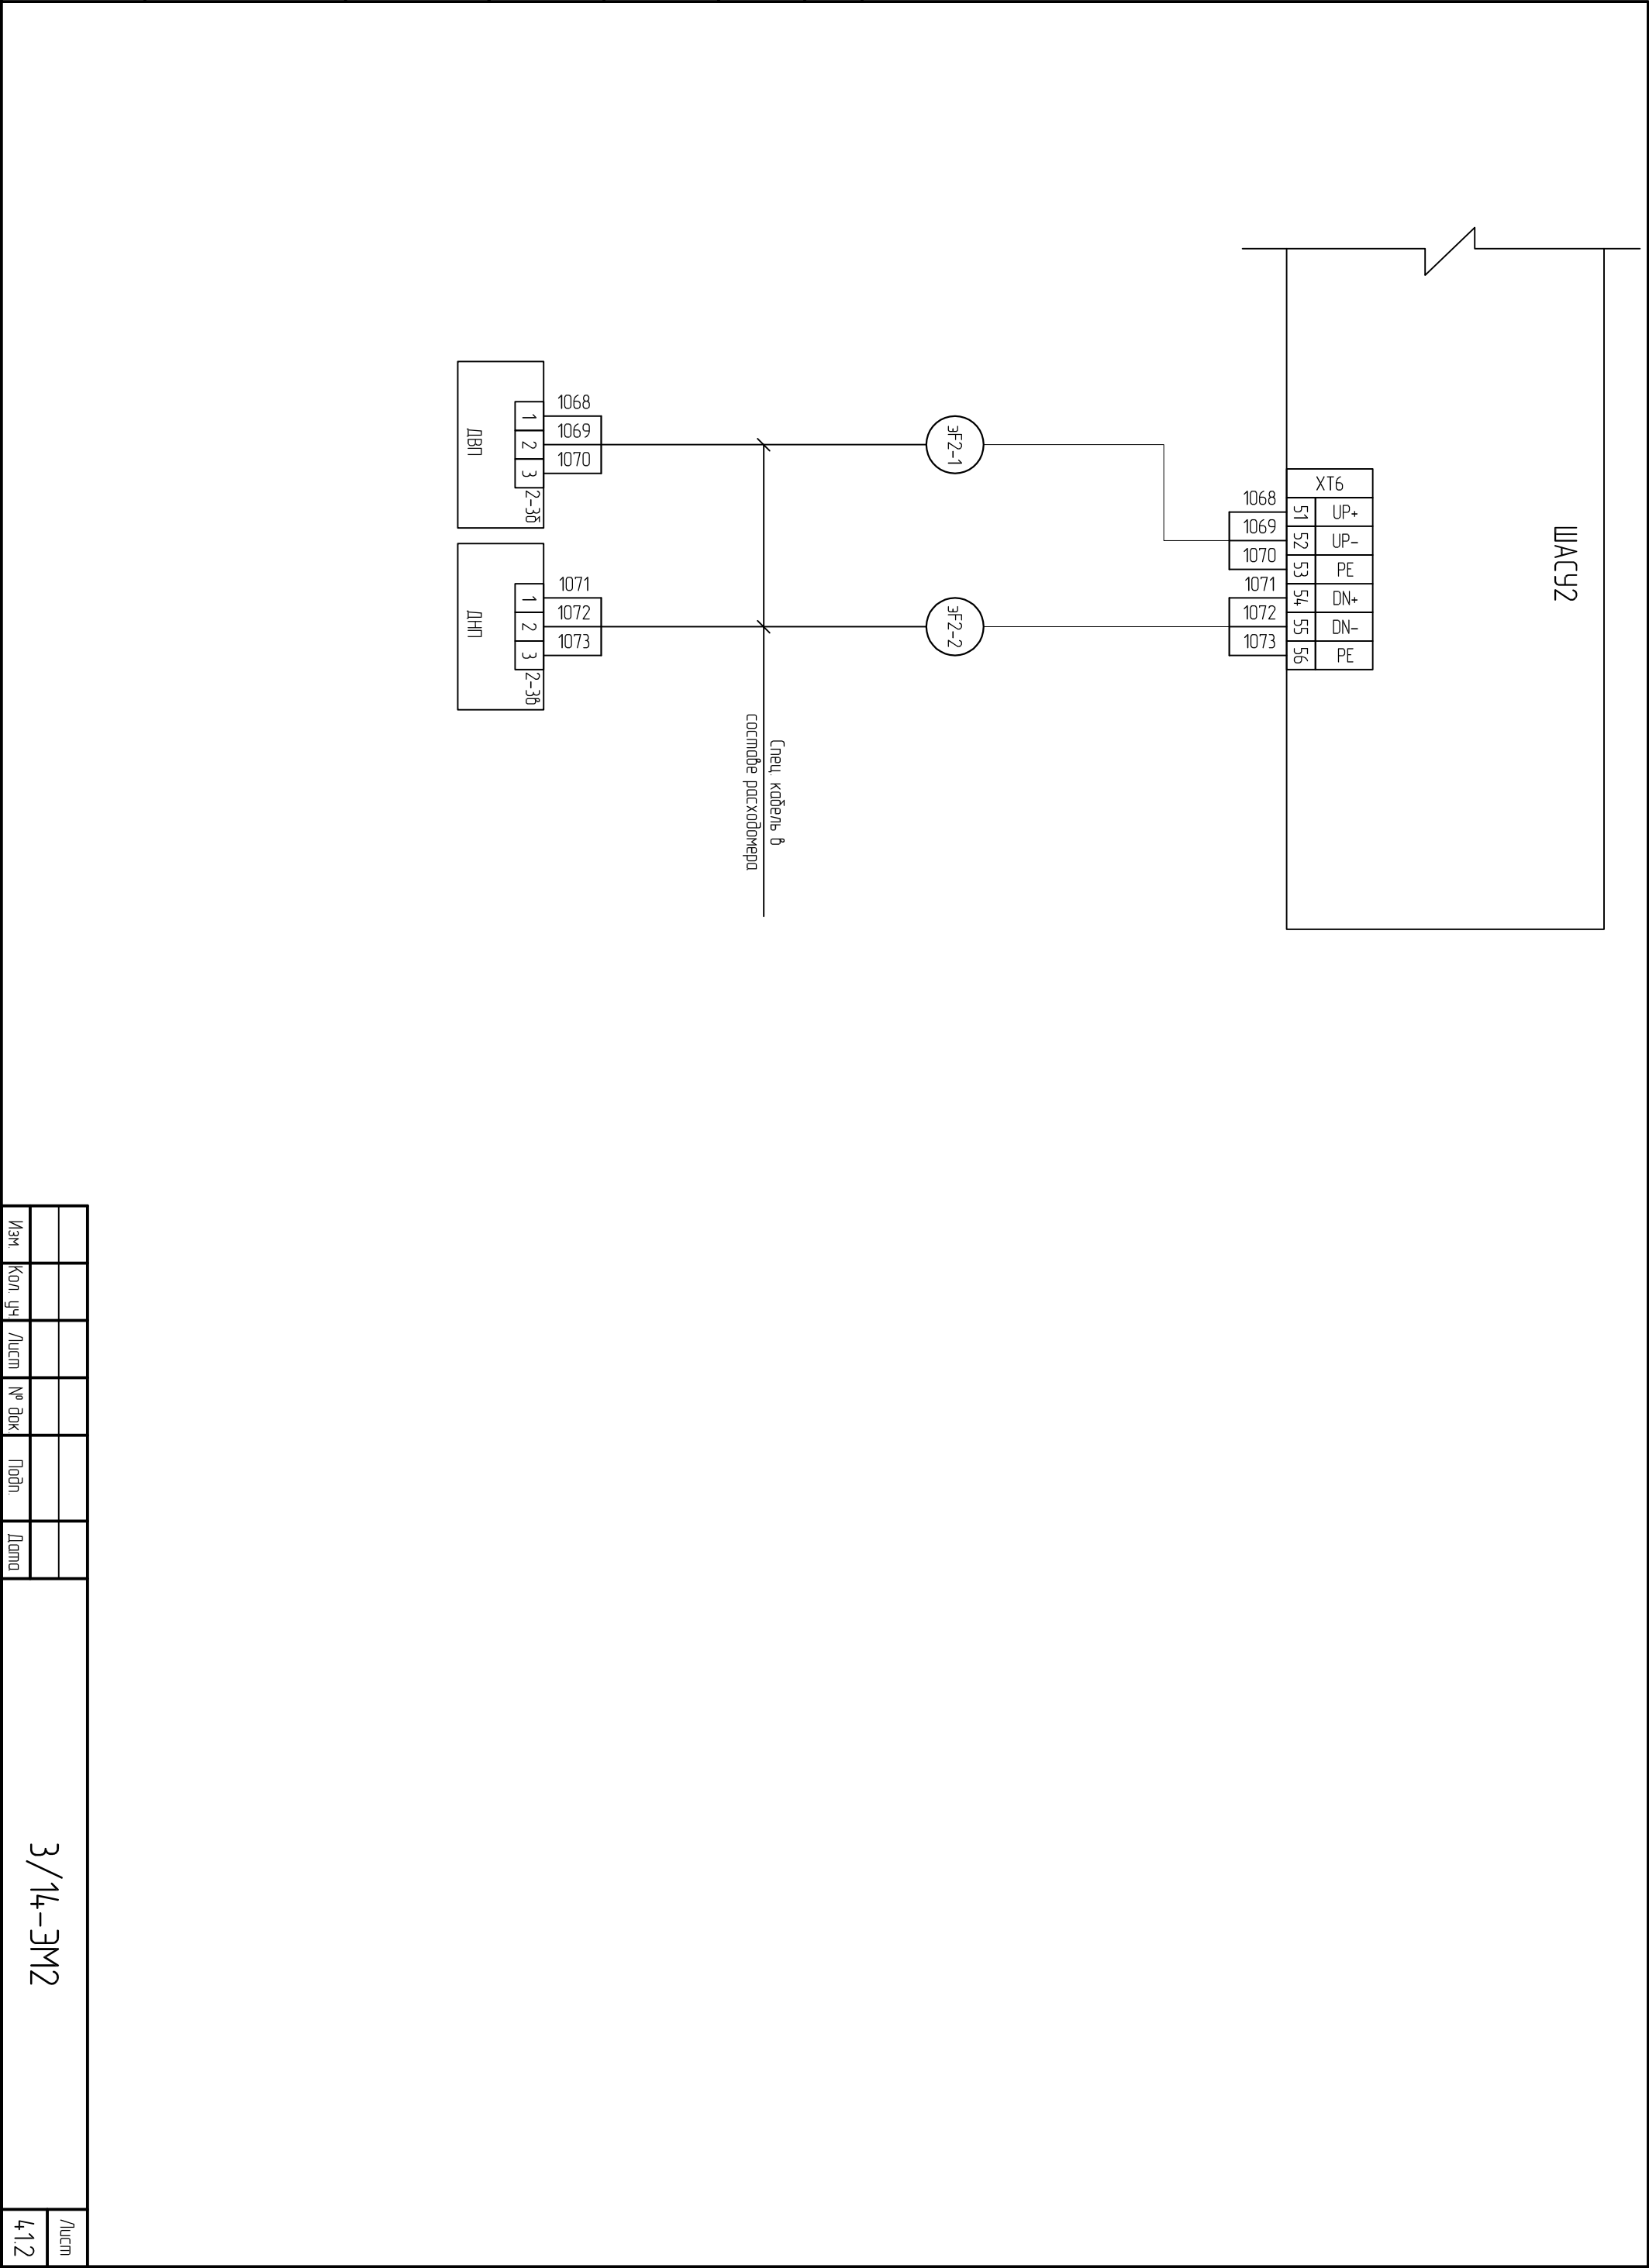 ШАСУ2
ХТ6
51 UP+
52 UP-
53 PE
54 DN+
55 DN-
56 PE
1068
1069
1070
1071
1072
1073
эF2-1
эF2-2
Спец. кабель в
составе расходомера
1068
1069
1070
1
2
3
2-3б
ДВП
1071
1072
1073
1
2
3
2-3в
ДНП
Изм. Кол. уч. Лист № док. Подп. Дата
3/14-ЭМ2
Лист
4.1.2